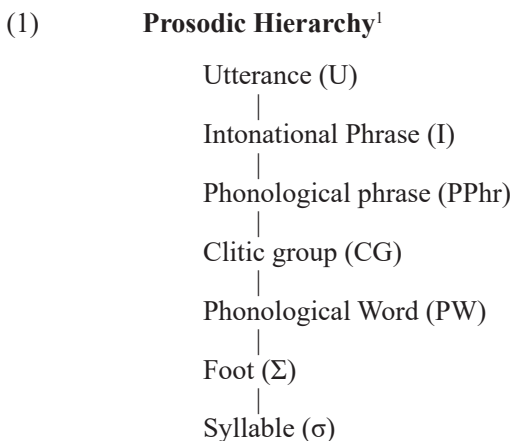 (1) Prosodic Hierarchy¹
Utterance (U)
Intonational Phrase (I)
Phonological phrase (PPhr)
Clitic group (CG)
Phonological Word (PW)
Foot (Σ)
Syllable (σ)